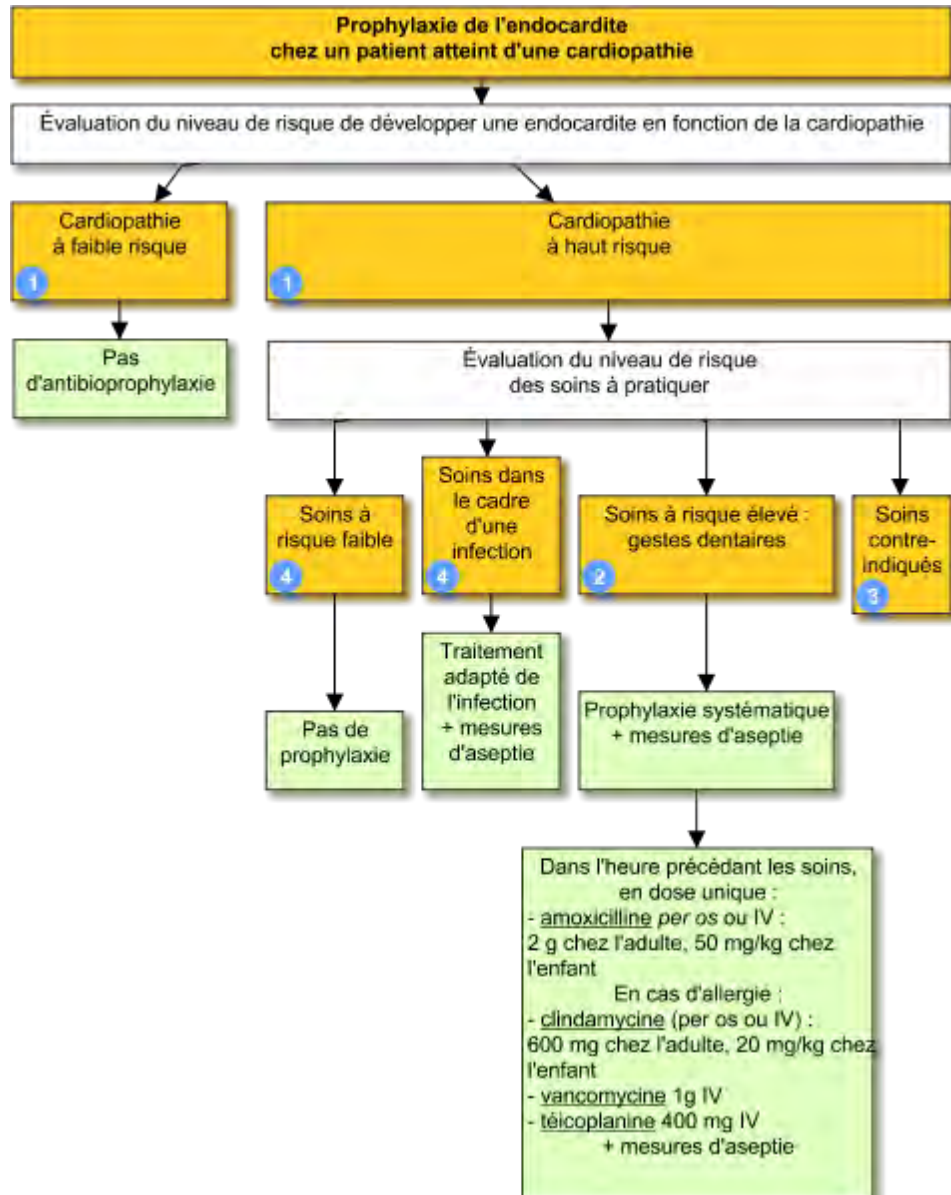 Prophylaxie de l'endocardite
chez un patient atteint d'une cardiopathie
Évaluation du niveau de risque de développer une endocardite en fonction de la cardiopathie
Cardiopathie
à faible risque
1
Cardiopathie
à haut risque
1
Pas
d'antibioprophylaxie
Évaluation du niveau de risque
des soins à pratiquer
Soins à
risque faible
4
Soins dans
le cadre
d'une
infection
4
Soins à risque élevé :
gestes dentaires
2
Soins
contre-
indiqués
3
Pas de
prophylaxie
Traitement
adapté de
l'infection
+ mesures
d'aseptie
Prophylaxie systématique
+ mesures d'aseptie
Dans l'heure précédant les soins,
en dose unique :
- amoxicilline per os ou IV :
2 g chez l'adulte, 50 mg/kg chez
l'enfant
En cas d'allergie :
- clindamycine (per os ou IV) :
600 mg chez l'adulte, 20 mg/kg chez
l'enfant
- vancomycine 1g IV
- téicoplanine 400 mg IV
+ mesures d'aseptie